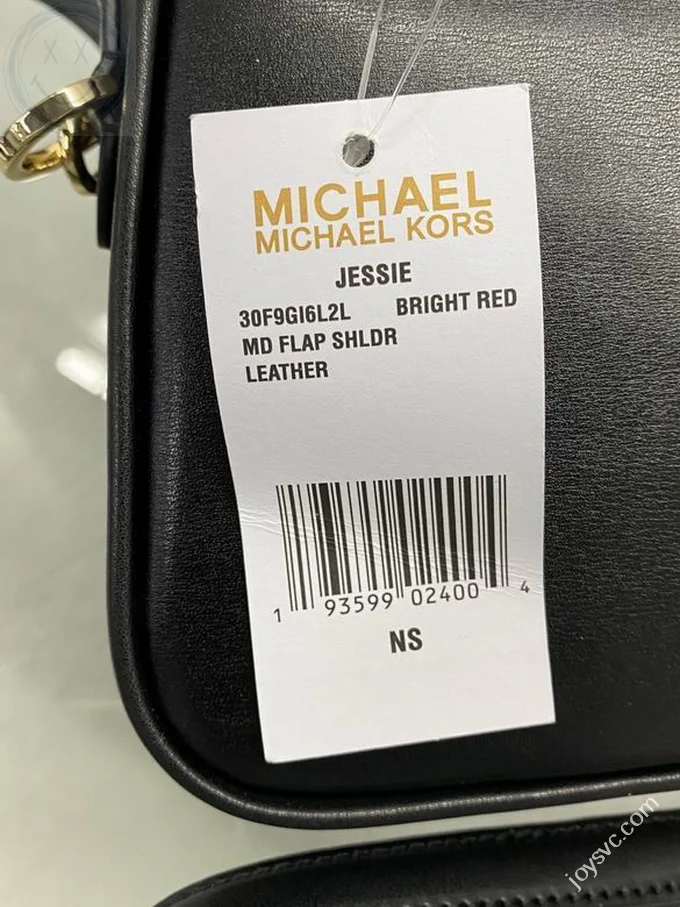 MICHAEL
MICHAEL KORS
JESSIE
30F9GI6L2L BRIGHT RED
MD FLAP SHLDR
LEATHER
1 93599 02400 4
NS
joysvc.com